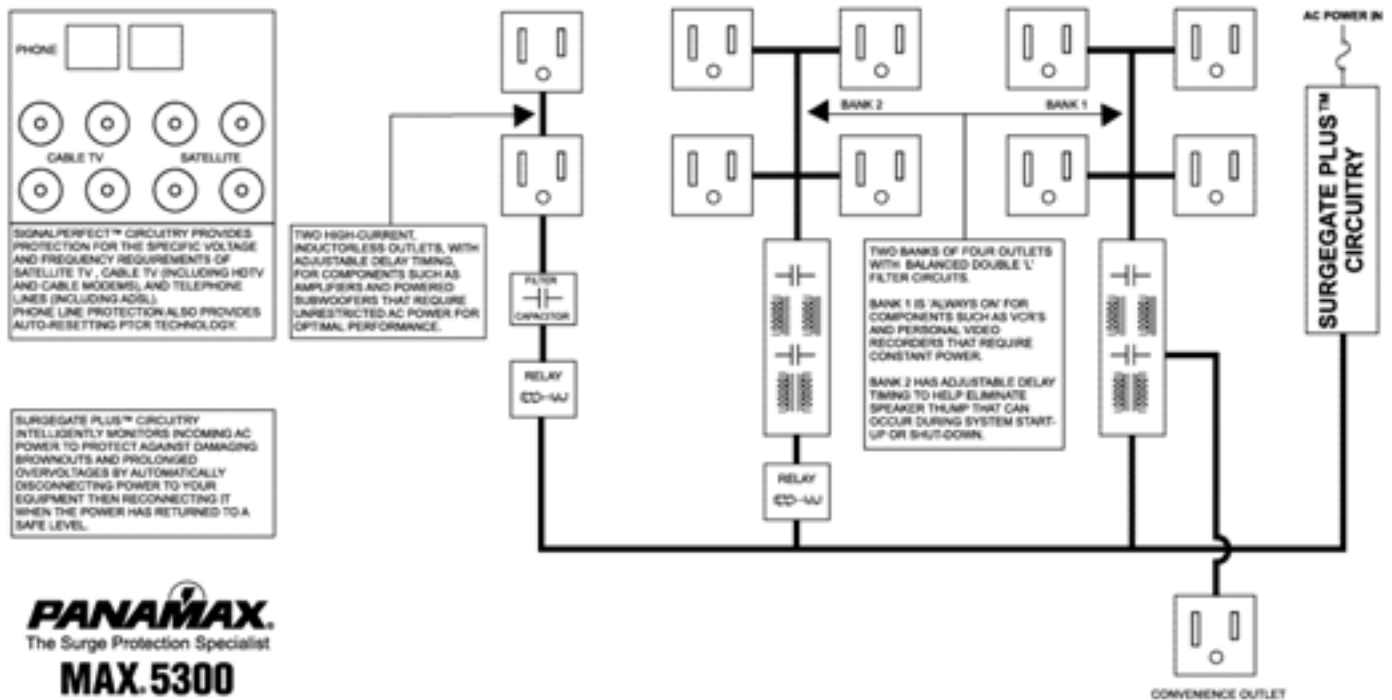 PHONE
CABLE TV
SATELLITE
SIGNALPERFECT™ CIRCUITRY PROVIDES
PROTECTION FOR THE SPECIFIC VOLTAGE
AND FREQUENCY REQUIREMENTS OF
SATELLITE TV , CABLE TV (INCLUDING HDTV
AND CABLE MODEMS), AND TELEPHONE
LINES (INCLUDING ADSL).
PHONE LINE PROTECTION ALSO PROVIDES
AUTO-RESETTING PTCR TECHNOLOGY.
SURGEGATE PLUS™ CIRCUITRY
INTELLIGENTLY MONITORS INCOMING AC
POWER TO PROTECT AGAINST DAMAGING
BROWNOUTS AND PROLONGED
OVERVOLTAGES BY AUTOMATICALLY
DISCONNECTING POWER TO YOUR
EQUIPMENT THEN RECONNECTING IT
WHEN THE POWER HAS RETURNED TO A
SAFE LEVEL.
PANAMAX.
The Surge Protection Specialist
MAX. 5300
TWO HIGH-CURRENT,
INDUCTORLESS OUTLETS, WITH
ADJUSTABLE DELAY TIMING,
FOR COMPONENTS SUCH AS
AMPLIFIERS AND POWERED
SUBWOOFERS THAT REQUIRE
UNRESTRICTED AC POWER FOR
OPTIMAL PERFORMANCE.
FILTER
CAPACITOR
RELAY
BANK 2
BANK 1
TWO BANKS OF FOUR OUTLETS
WITH BALANCED DOUBLE 'L'
FILTER CIRCUITS.
BANK 1 IS 'ALWAYS ON' FOR
COMPONENTS SUCH AS VCR'S
AND PERSONAL VIDEO
RECORDERS THAT REQUIRE
CONSTANT POWER.
BANK 2 HAS ADJUSTABLE DELAY
TIMING TO HELP ELIMINATE
SPEAKER THUMP THAT CAN
OCCUR DURING SYSTEM START-
UP OR SHUT-DOWN.
RELAY
AC POWER IN
SURGEGATE PLUS™
CIRCUITRY
CONVENIENCE OUTLET